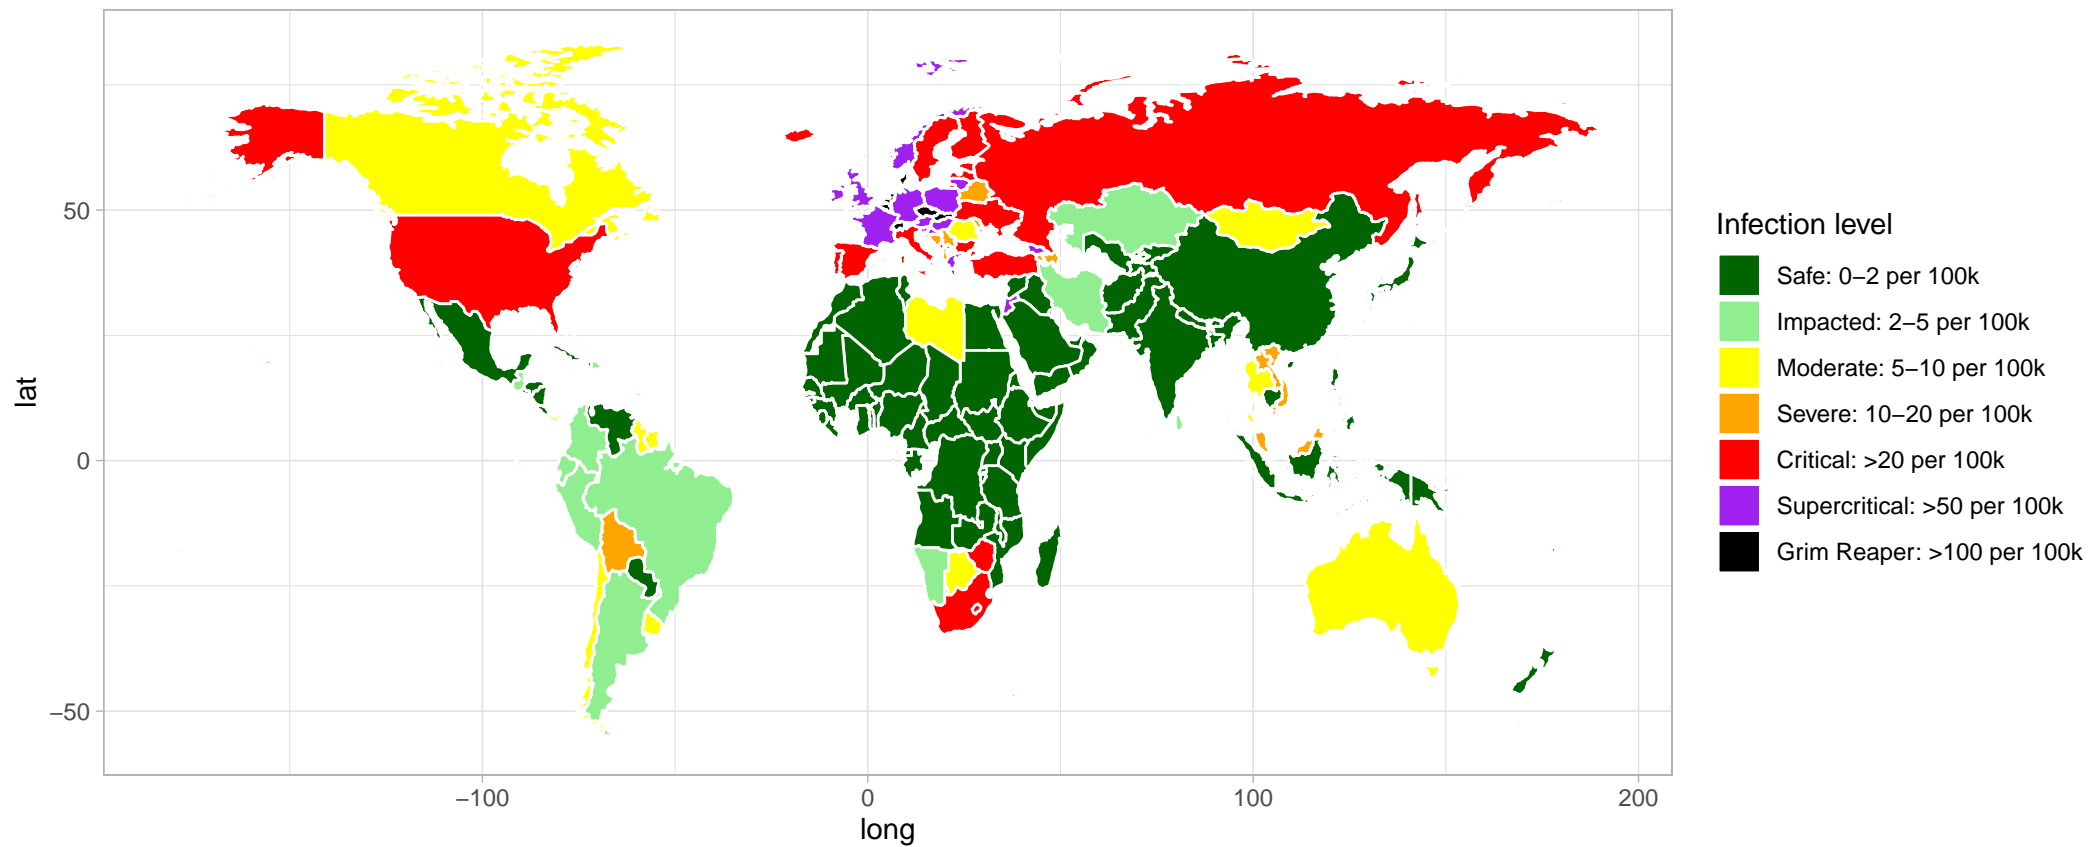 lat
50
0
−50
−100
0
100
200
long
Infection level
Safe: 0−2 per 100k
Impacted: 2−5 per 100k
Moderate: 5−10 per 100k
Severe: 10−20 per 100k
Critical: >20 per 100k
Supercritical: >50 per 100k
Grim Reaper: >100 per 100k